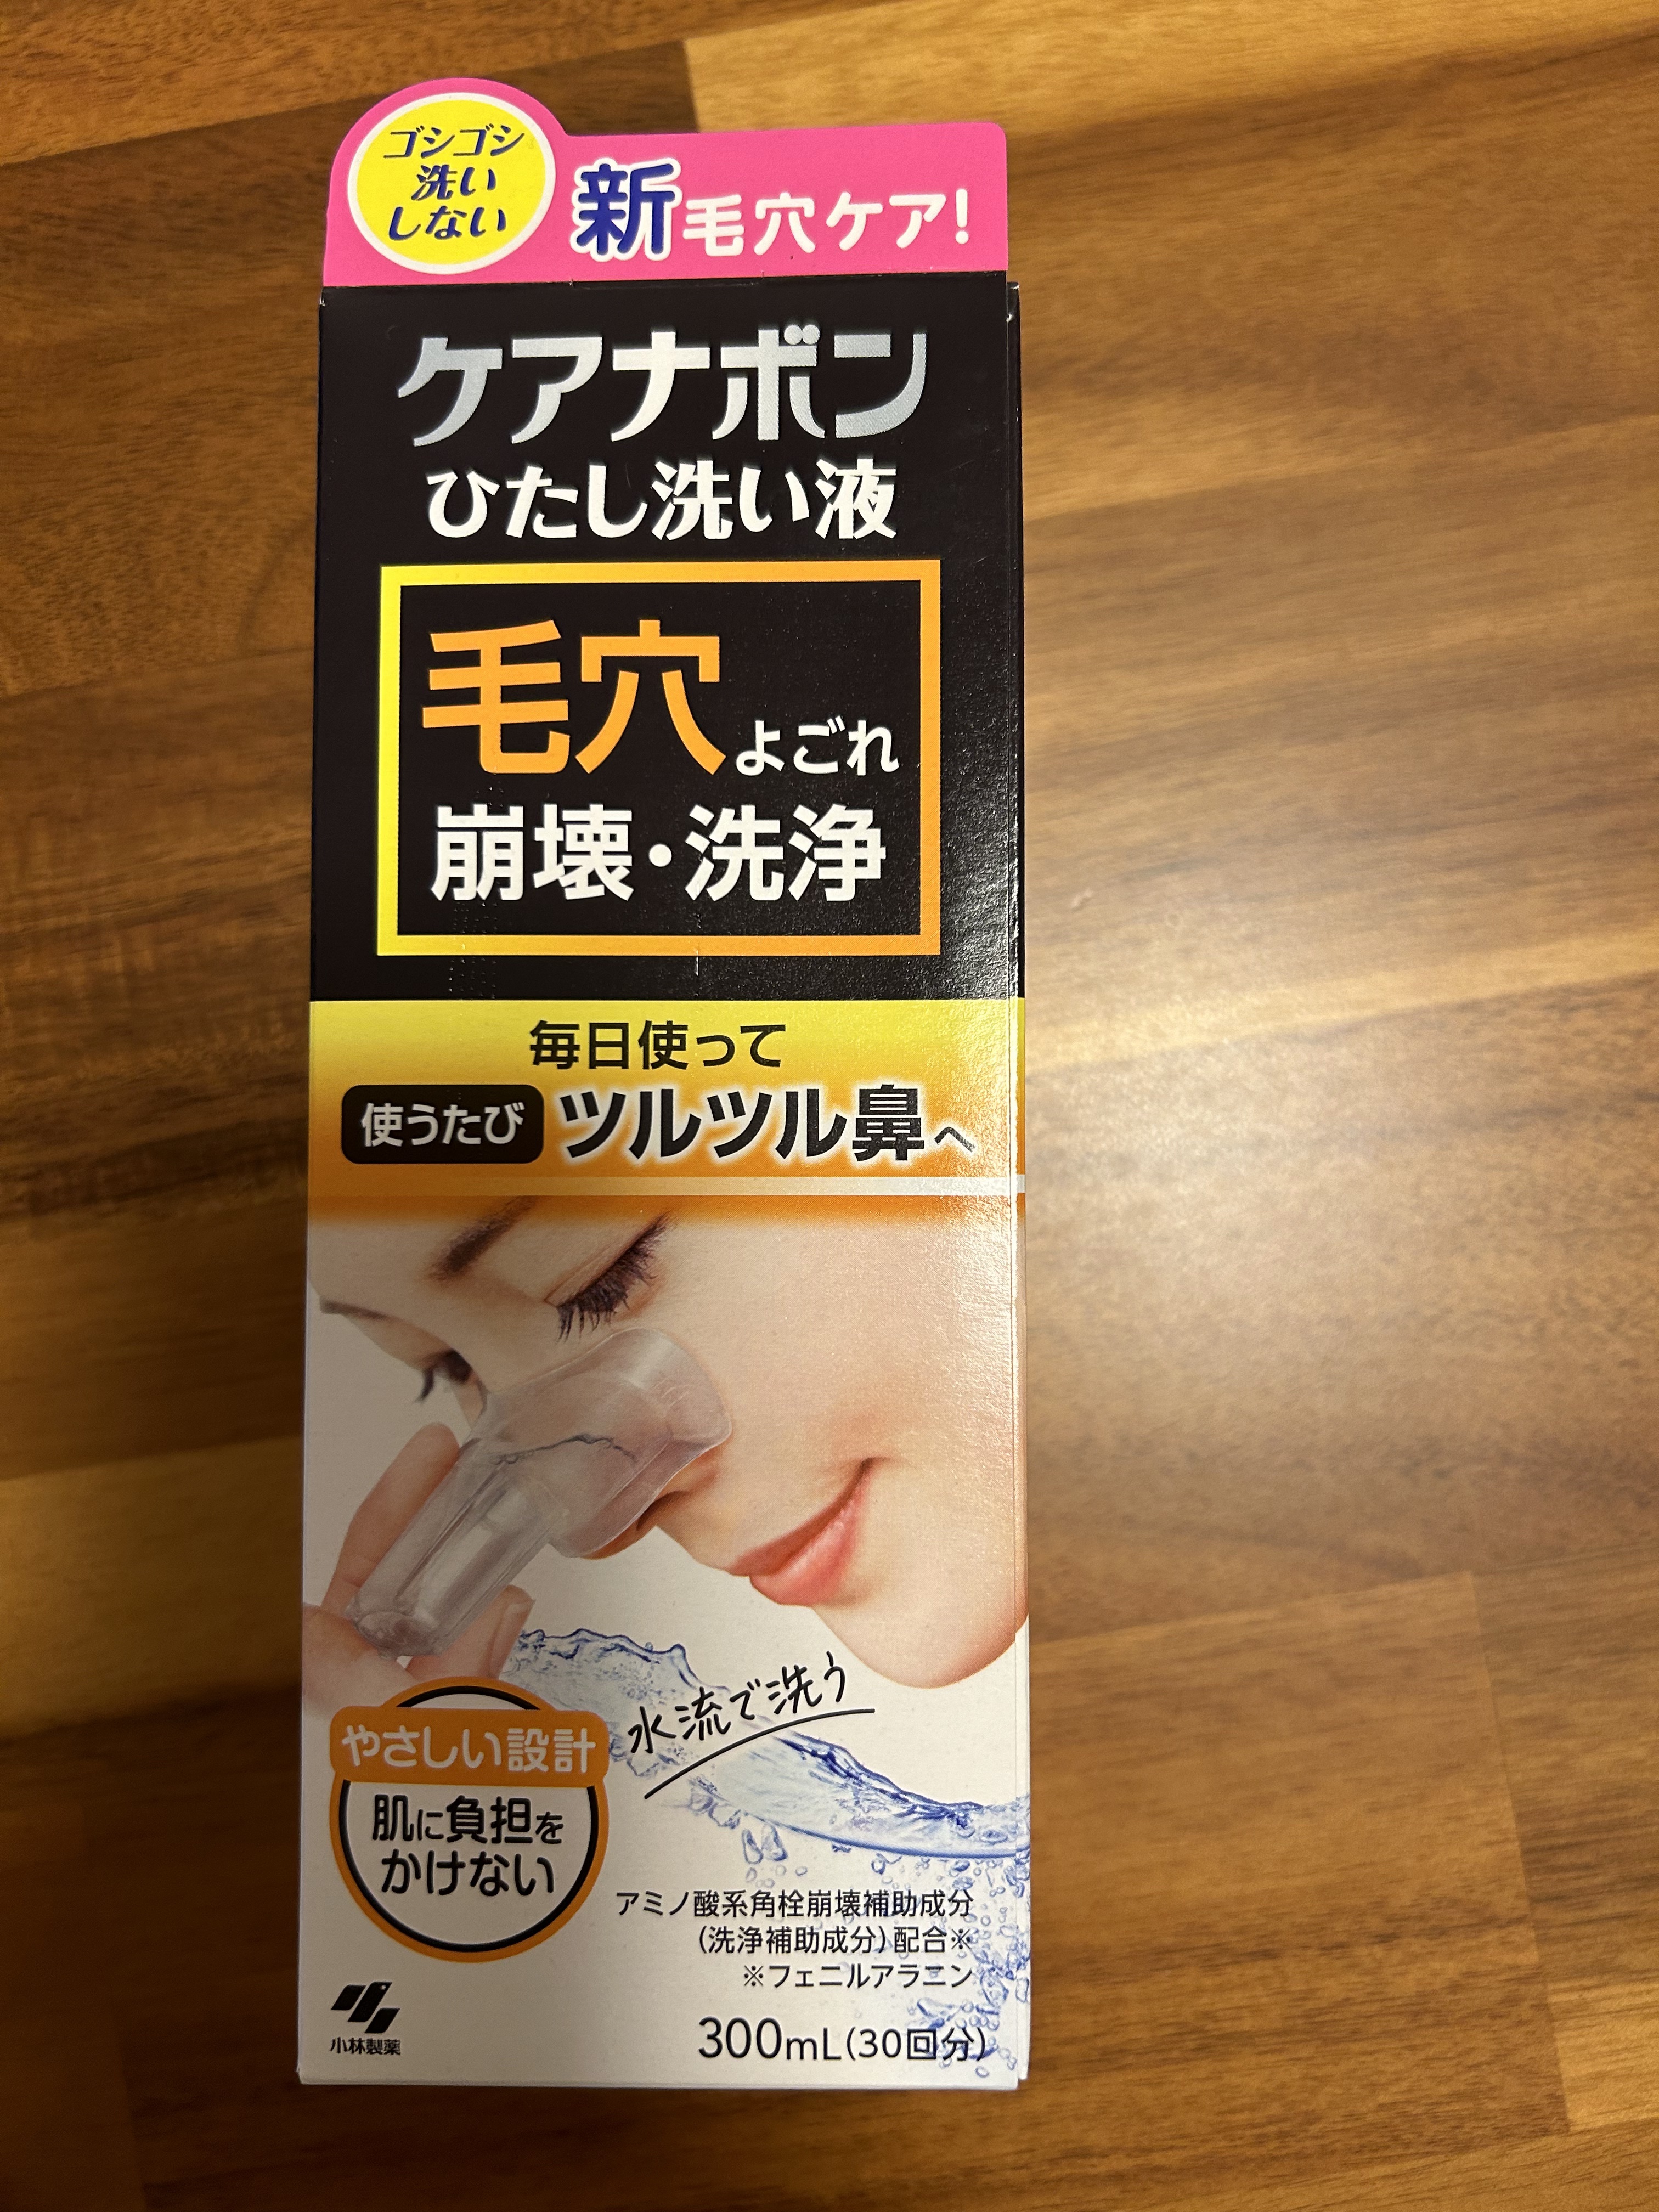 ゴシゴシ
洗い
しない
新毛穴ケア!
ケアナボン
ひたし洗い液
毛穴よごれ
崩壊・洗浄
毎日使って
使うたび ツルツル鼻へ
水流で洗う
やさしい設計
肌に負担を
かけない
アミノ酸系角栓崩壊補助成分
(洗浄補助成分)配合※
※フェニルアラニン
小林製薬
300mL(30回分)